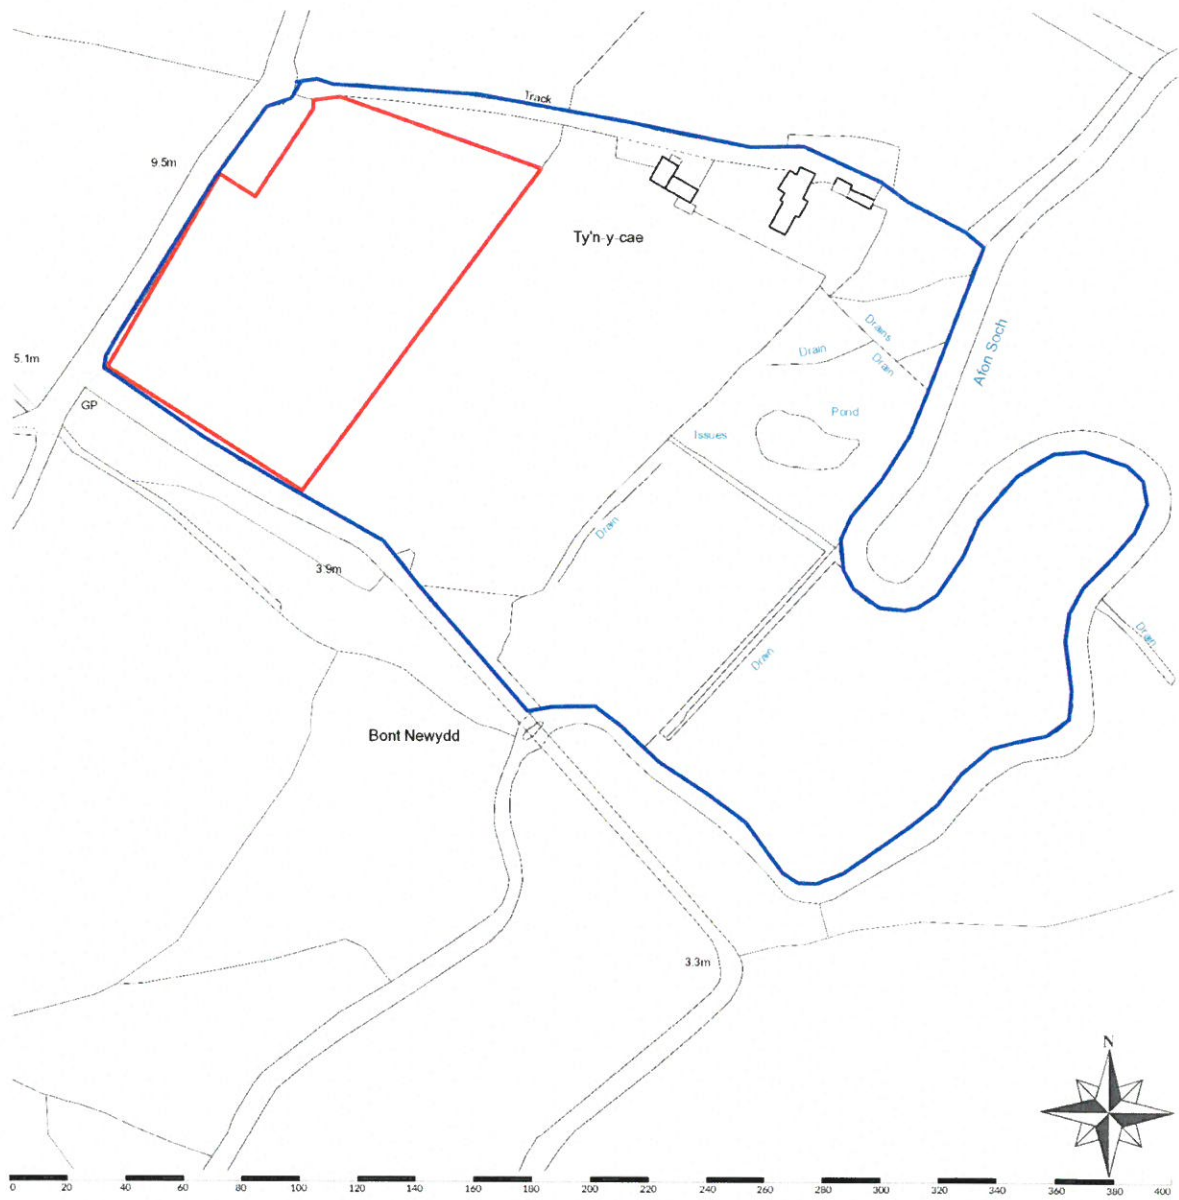 Track
9.5m
Ty'n-y-cae
Drains
Afon Soch
Drain
Drain
5.1m
GP
Pond
Issues
Drain
3.9m
Drain
Drain
Bont Newydd
3.3m
N
0 20 40 60 80 100 120 140 160 180 200 220 240 260 280 300 320 340 360 380 400